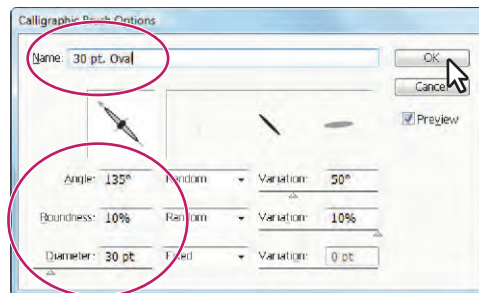 Calligraphic Brush Options
Name: 30 pt. Oval
OK
Cancel
Preview
Angle: 135° Random Variation: 50°
Roundness: 10% Random Variation: 10%
Diameter: 30 pt Fixed Variation: 0 pt